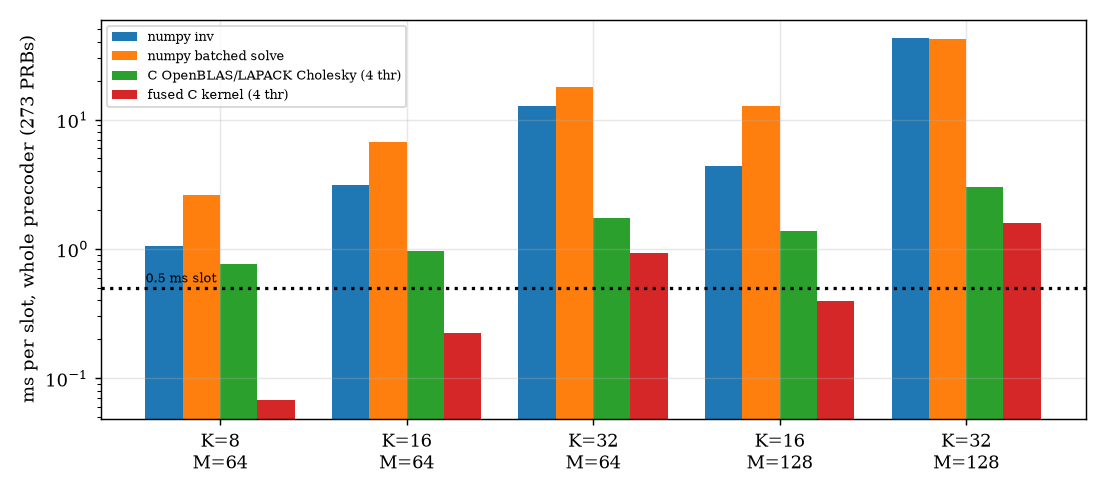 ms per slot, whole precoder (273 PRBs)
numpy inv
numpy batched solve
C OpenBLAS/LAPACK Cholesky (4 thr)
fused C kernel (4 thr)
10¹
10⁰
0.5 ms slot
10⁻¹
K=8
M=64
K=16
M=64
K=32
M=64
K=16
M=128
K=32
M=128